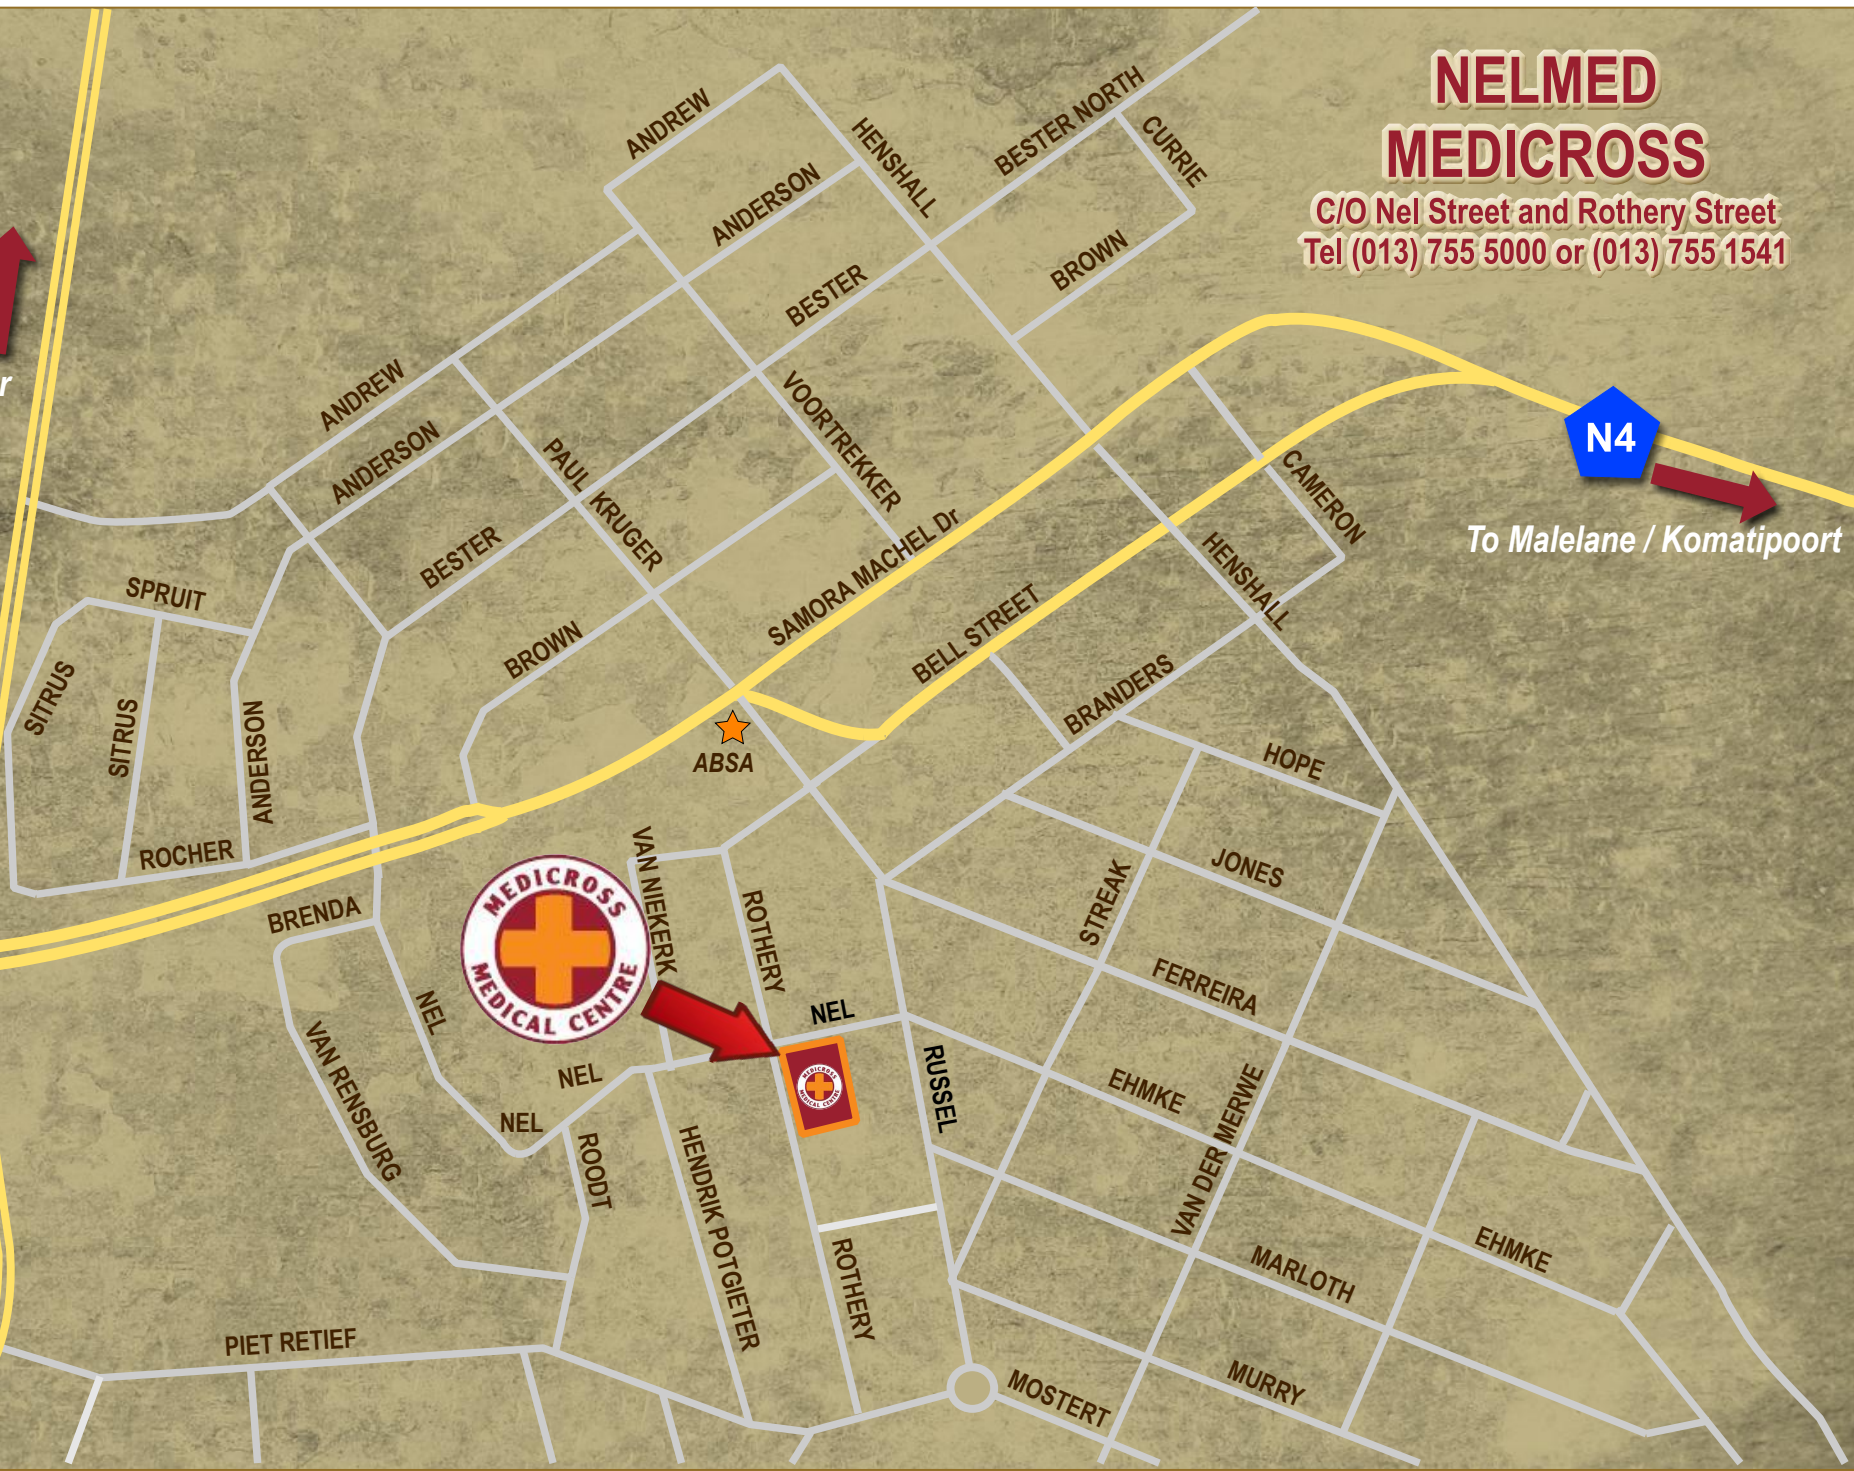 NELMED
MEDICROSS
C/O Nel Street and Rothery Street
Tel (013) 755 5000 or (013) 755 1541
ANDREW
HENSHALL
BESTER NORTH
CURRIE
ANDERSON
BROWN
BESTER
r
ANDREW
ANDERSON
VOORTREKKER
PAUL KRUGER
N4
To Malelane / Komatipoort
CAMERON
BESTER
SAMORA MACHEL Dr
HENSHALL
SPRUIT
BROWN
BELL STREET
SITRUS
SITRUS
ANDERSON
BRANDERS
ABSA
HOPE
ROCHER
VAN NIEKERK
JONES
BRENDA
MEDICROSS
MEDICAL CENTRE
ROTHERY
STREAK
FERREIRA
NEL
NEL
VAN RENSBURG
NEL
NEL
MEDICROSS
MEDICAL CENTRE
RUSSEL
EHMKE
VAN DER MERWE
ROODT
HENDRIK POTGIETER
ROTHERY
MARLOTH
EHMKE
PIET RETIEF
MOSTERT
MURRY